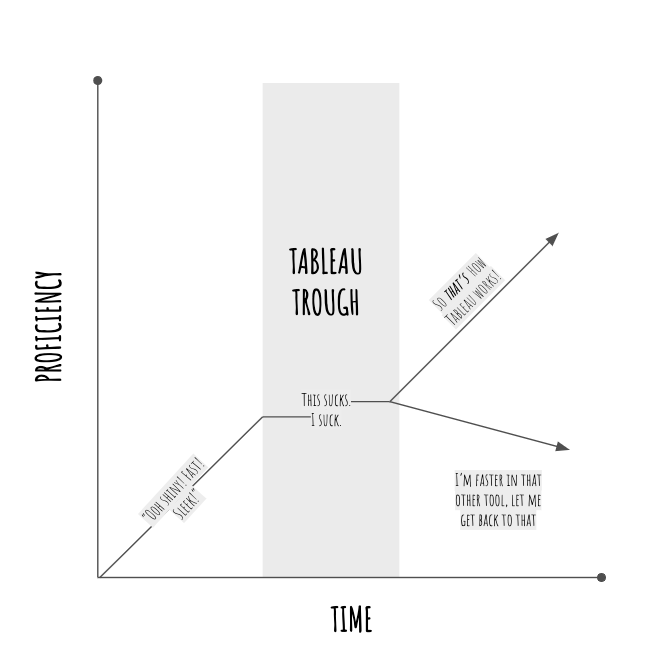 TABLEAU
TROUGH
PROFICIENCY
SO THAT'S HOW
TABLEAU WORKS!
THIS SUCKS.
I SUCK.
"OOH SHINY! FAST!
SLEEK!"
I'M FASTER IN THAT
OTHER TOOL, LET ME
GET BACK TO THAT
TIME